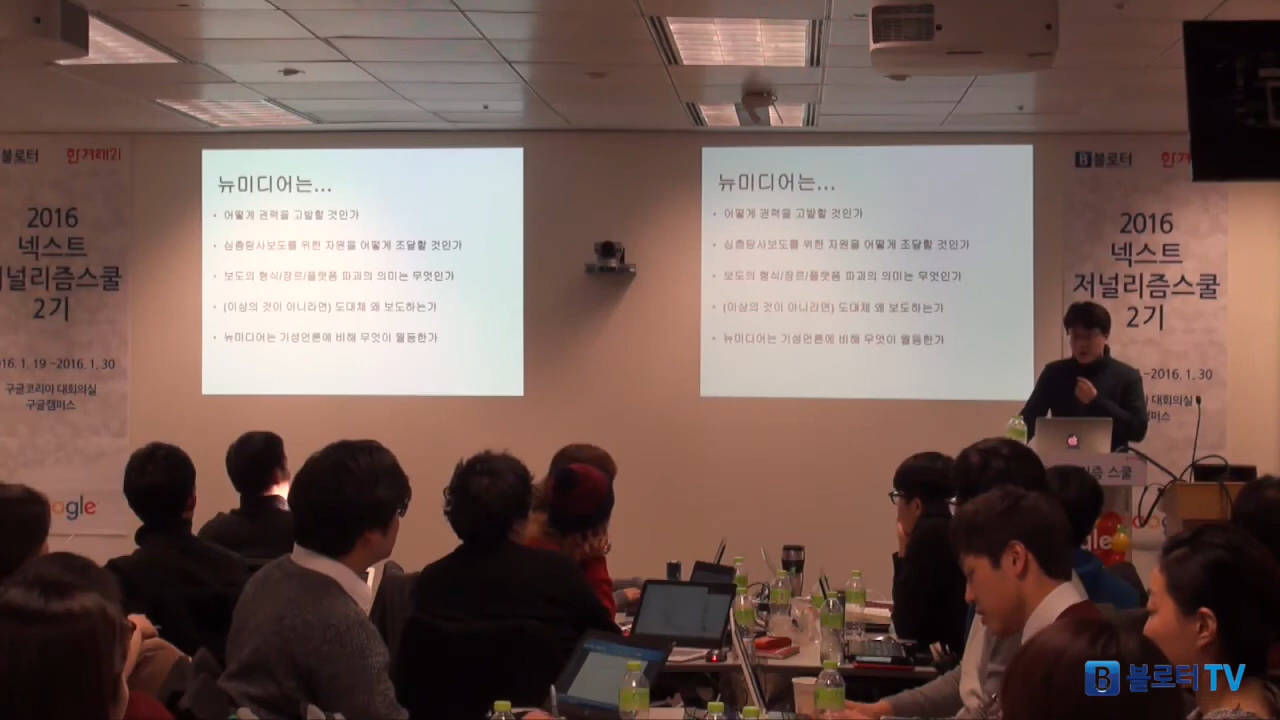 블로터 한겨레21
2016
넥스트
저널리즘스쿨
2기
16. 1. 19 ~2016. 1. 30
구글코리아 대회의실
구글캠퍼스
ogle
뉴미디어는...
• 어떻게 권력을 고발할 것인가
• 심층탐사보도를 위한 자원을 어떻게 조달할 것인가
• 보도의 형식/장르/플랫폼 파괴의 의미는 무엇인가
• (이상의 것이 아니라면) 도대체 왜 보도하는가
• 뉴미디어는 기성언론에 비해 무엇이 월등한가
뉴미디어는...
• 어떻게 권력을 고발할 것인가
• 심층탐사보도를 위한 자원을 어떻게 조달할 것인가
• 보도의 형식/장르/플랫폼 파괴의 의미는 무엇인가
• (이상의 것이 아니라면) 도대체 왜 보도하는가
• 뉴미디어는 기성언론에 비해 무엇이 월등한가
B 블로터 한겨
2016
넥스트
저널리즘스쿨
2기
~2016. 1. 30
대회의실
퍼스
리즘 스쿨
gle
B 블로터 TV